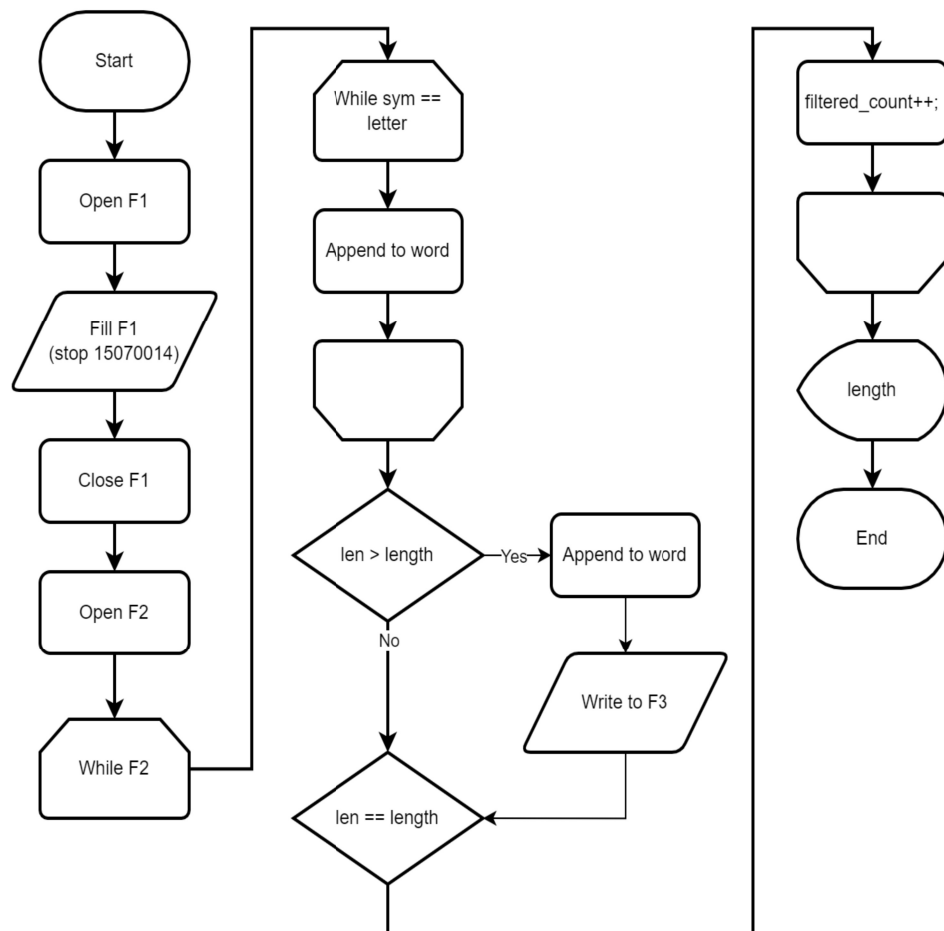 Start
Open F1
Fill F1
(stop 15070014)
Close F1
Open F2
While F2
While sym ==
letter
Append to word
len > length
Yes
Append to word
No
Write to F3
len == length
filtered_count++;
length
End